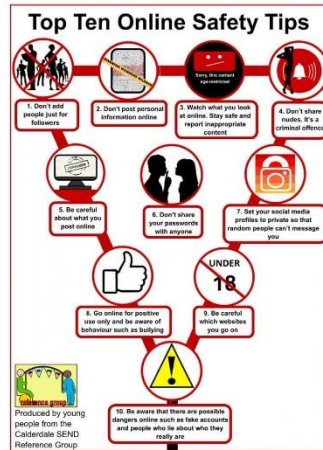 Top Ten Online Safety Tips
Sorry, this content
age-restricted
1. Don't add
people just for
followers
2. Don't post personal
information online
3. Watch what you look
at online. Stay safe and
report inappropriate
content
4. Don't share
nudes. It's a
criminal offence
5. Be careful
about what you
post online
6. Don't share
your passwords
with anyone
7. Set your social media
profiles to private so that
random people can't message
you
UNDER
18
8. Go online for positive
use only and be aware of
behaviour such as bullying
9. Be careful
which websites
you go on
10. Be aware that there are possible
dangers online such as fake accounts
and people who lie about who they
really are
reference group
Produced by young
people from the
Calderdale SEND
Reference Group